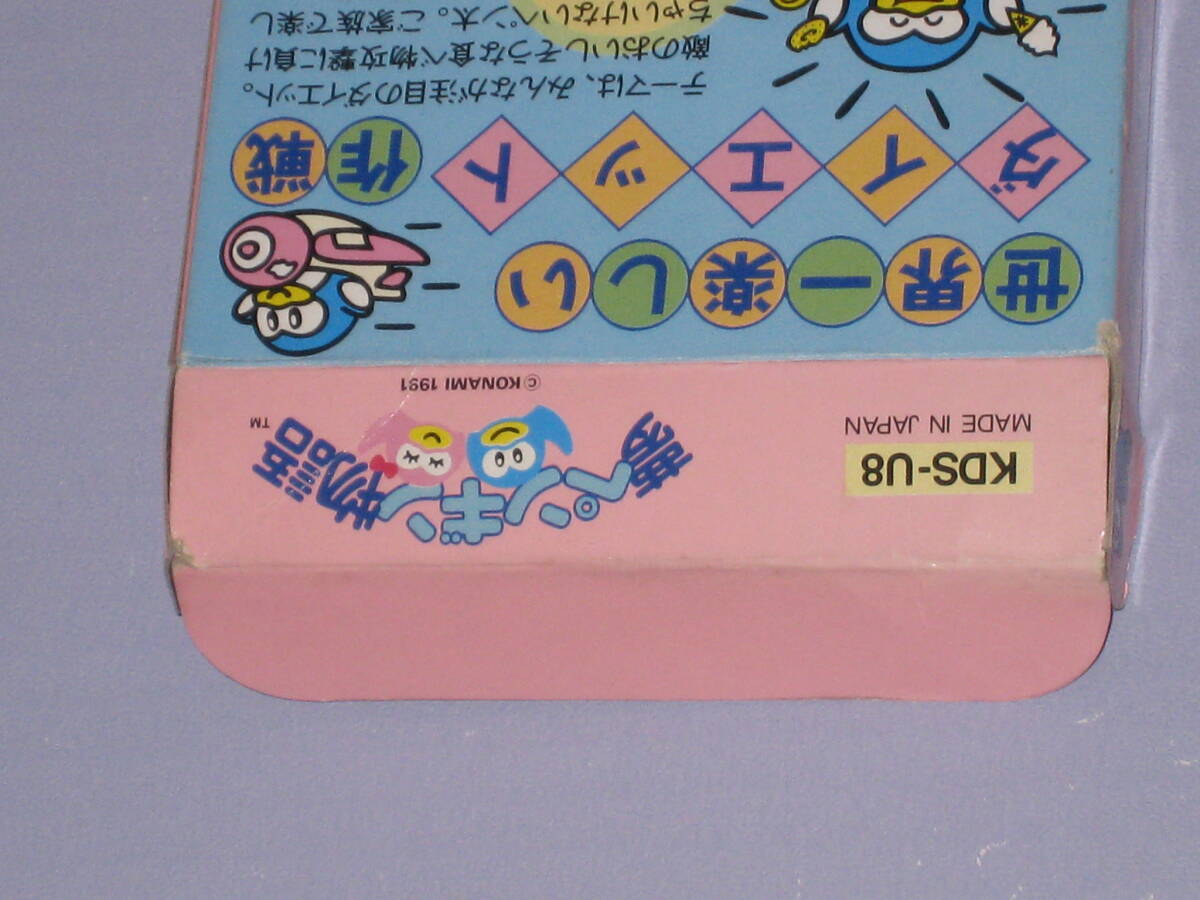 KDS-U8
MADE IN JAPAN
夢ペンギン物語™
© KONAMI 1991
世界一楽しい
ダイエット作戦
テーマは、みんなが注目のダイエット。
敵のおいしそうな食べ物攻撃に負け
ちゃいけないペン太。ご家族で楽し